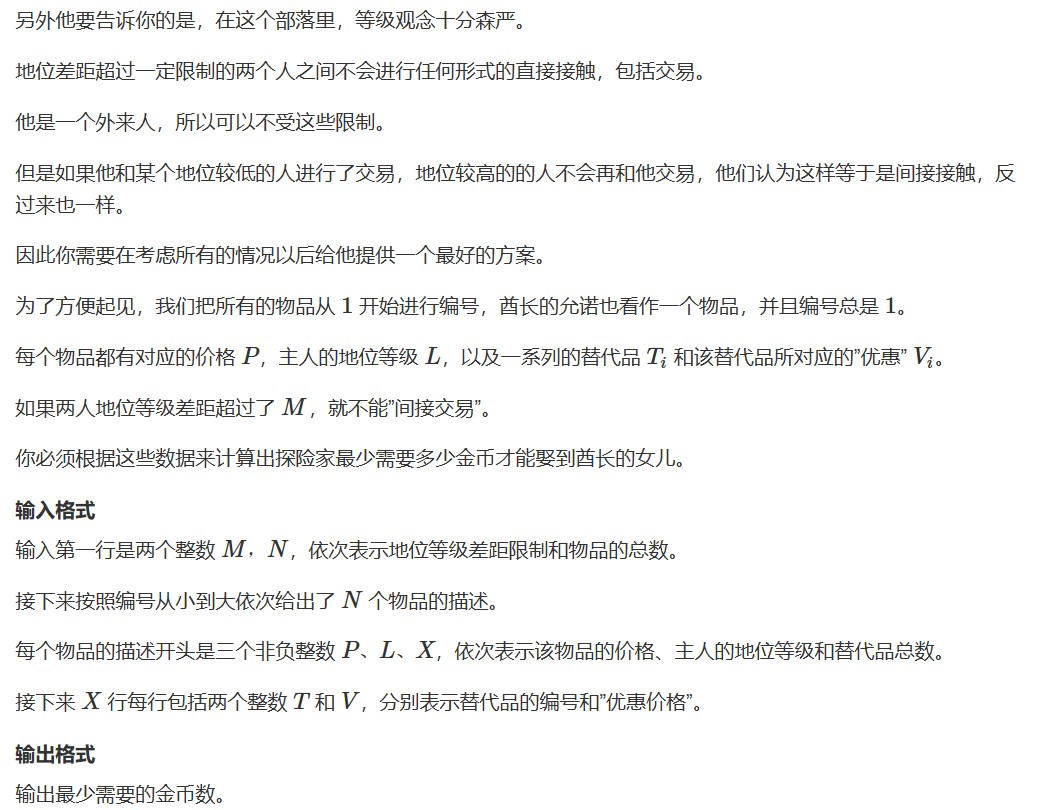 另外他要告诉你的是，在这个部落里，等级观念十分森严。
地位差距超过一定限制的两个人之间不会进行任何形式的直接接触，包括交易。
他是一个外来人，所以可以不受这些限制。
但是如果他和某个地位较低的人进行了交易，地位较高的的人不会再和他交易，他们认为这样等于是间接接触，反
过来也一样。
因此你需要在考虑所有的情况以后给他提供一个最好的方案。
为了方便起见，我们把所有的物品从 1 开始进行编号，酋长的允诺也看作一个物品，并且编号总是 1。
每个物品都有对应的价格 P，主人的地位等级 L，以及一系列的替代品 Tᵢ 和该替代品所对应的”优惠” Vᵢ。
如果两人地位等级差距超过了 M，就不能”间接交易”。
你必须根据这些数据来计算出探险家最少需要多少金币才能娶到酋长的女儿。
输入格式
输入第一行是两个整数 M，N，依次表示地位等级差距限制和物品的总数。
接下来按照编号从小到大依次给出了 N 个物品的描述。
每个物品的描述开头是三个非负整数 P、L、X，依次表示该物品的价格、主人的地位等级和替代品总数。
接下来 X 行每行包括两个整数 T 和 V，分别表示替代品的编号和”优惠价格”。
输出格式
输出最少需要的金币数。